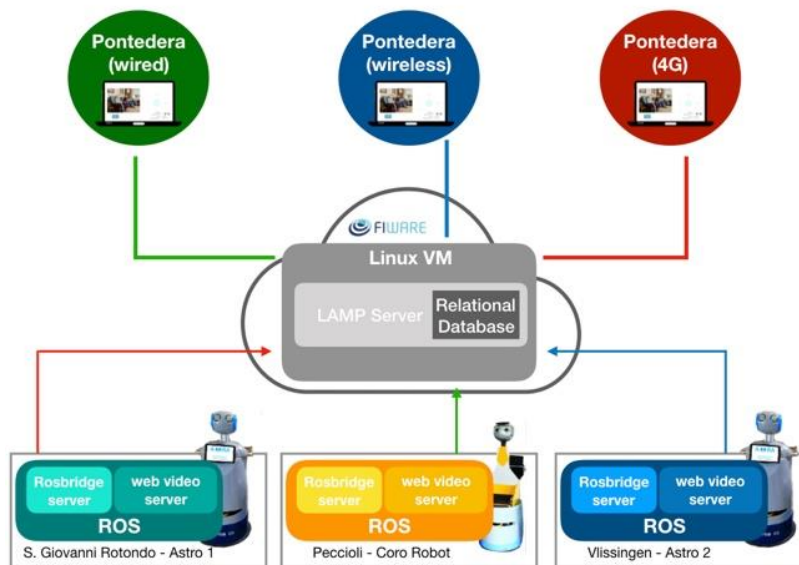 Pontedera
(wired)
Pontedera
(wireless)
Pontedera
(4G)
FIWARE
Linux VM
LAMP Server
Relational
Database
Rosbridge
server
web video
server
ROS
S. Giovanni Rotondo - Astro 1
Rosbridge
server
web video
server
ROS
Peccioli - Coro Robot
Rosbridge
server
web video
server
ROS
Vlissingen - Astro 2